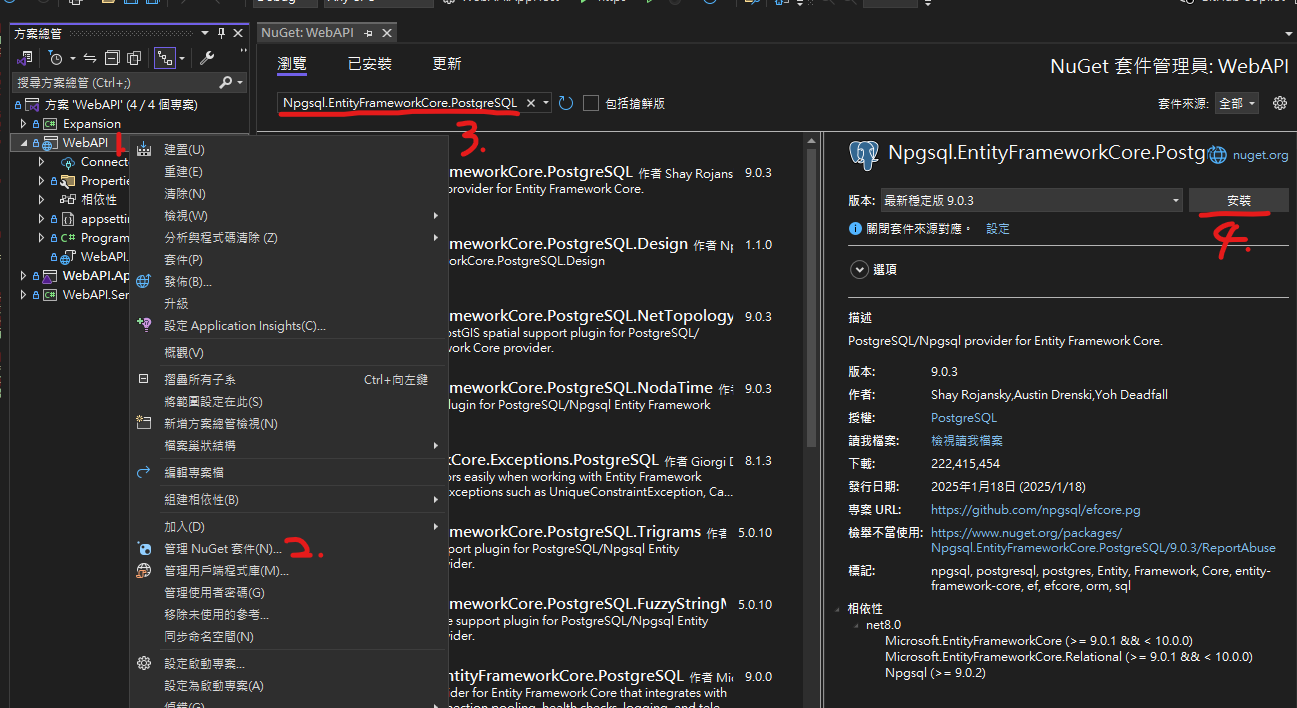 方案總管
搜尋方案總管 (Ctrl+;)
方案 'WebAPI' (4 / 4 個專案)
Expansion
WebAPI
1
Connect
Propertie
相依性
appsettin
Program
WebAPI.
WebAPI.Ap
WebAPI.Ser
建置(U)
重建(E)
清除(N)
檢視(W)
分析與程式碼清除 (Z)
套件(P)
發佈(B)...
升級
設定 Application Insights(C)...
概觀(V)
摺疊所有子系 Ctrl+向左鍵
將範圍設定在此(S)
新增方案總管檢視(N)
檔案巢狀結構
編輯專案檔
組建相依性(B)
加入(D)
管理 NuGet 套件(N)...
2.
管理用戶端程式庫(M)...
管理使用者密碼(G)
移除未使用的參考...
同步命名空間(N)
設定啟動專案...
設定為啟動專案(A)
偵錯(G)
NuGet: WebAPI
瀏覽 已安裝 更新
NuGet 套件管理員: WebAPI
Npgsql.EntityFrameworkCore.PostgreSQL
包括搶鮮版
套件來源: 全部
3.
meworkCore.PostgreSQL 作者 Shay Rojans 9.0.3
provider for Entity Framework Core.
meworkCore.PostgreSQL.Design 作者 Np 1.1.0
orkCore.PostgreSQL.Design
meworkCore.PostgreSQL.NetTopology 9.0.3
ostGIS spatial support plugin for PostgreSQL/
work Core provider.
meworkCore.PostgreSQL.NodaTime 作者 9.0.3
lugin for PostgreSQL/Npgsql Entity Framework
kCore.Exceptions.PostgreSQL 作者 Giorgi D 8.1.3
ors easily when working with Entity Framework
xceptions such as UniqueConstraintException, Ca...
meworkCore.PostgreSQL.Trigrams 作者 5.0.10
port plugin for PostgreSQL/Npgsql Entity
vider.
meworkCore.PostgreSQL.FuzzyStringM 5.0.10
e support plugin for PostgreSQL/Npgsql Entity
vider.
ntityFrameworkCore.PostgreSQL 作者 Mic 9.0.0
ider for Entity Framework Core that integrates with
nection pooling, health checks, logging, and tele
Npgsql.EntityFrameworkCore.Postg
nuget.org
版本: 最新穩定版 9.0.3 安裝
4.
關閉套件來源對應。 設定
選項
描述
PostgreSQL/Npgsql provider for Entity Framework Core.
版本: 9.0.3
作者: Shay Rojansky,Austin Drenski,Yoh Deadfall
授權: PostgreSQL
讀我檔案: 檢視讀我檔案
下載: 222,415,454
發行日期: 2025年1月18日 (2025/1/18)
專案 URL: https://github.com/npgsql/efcore.pg
檢舉不當使用: https://www.nuget.org/packages/
Npgsql.EntityFrameworkCore.PostgreSQL/9.0.3/ReportAbuse
標記: npgsql, postgresql, postgres, Entity, Framework, Core, entity-
framework-core, ef, efcore, orm, sql
相依性
net8.0
Microsoft.EntityFrameworkCore (>= 9.0.1 && < 10.0.0)
Microsoft.EntityFrameworkCore.Relational (>= 9.0.1 && < 10.0.0)
Npgsql (>= 9.0.2)